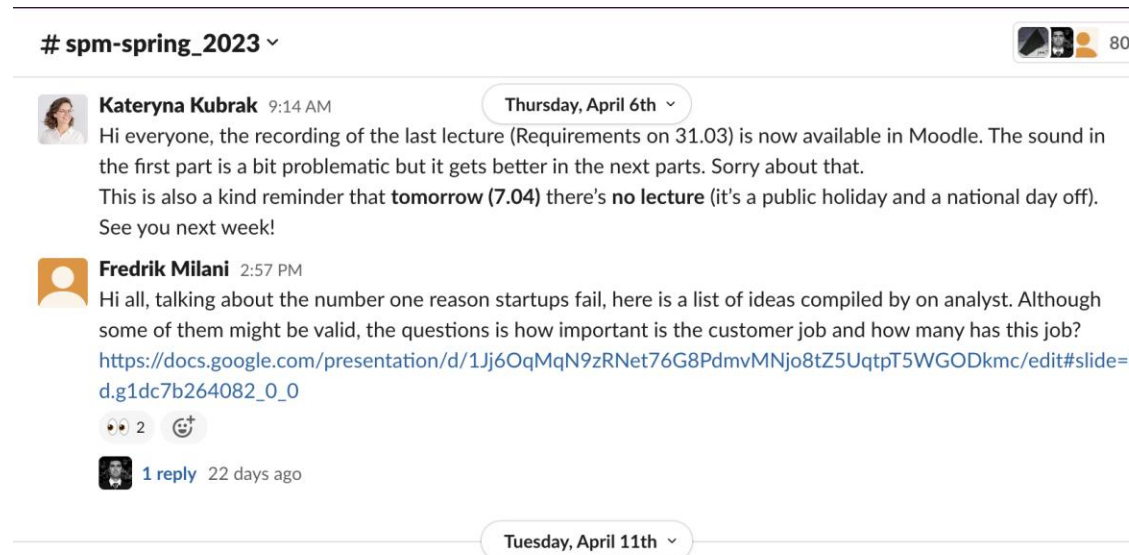 # spm-spring_2023
80
Thursday, April 6th
Kateryna Kubrak 9:14 AM
Hi everyone, the recording of the last lecture (Requirements on 31.03) is now available in Moodle. The sound in
the first part is a bit problematic but it gets better in the next parts. Sorry about that.
This is also a kind reminder that tomorrow (7.04) there's no lecture (it's a public holiday and a national day off).
See you next week!
Fredrik Milani 2:57 PM
Hi all, talking about the number one reason startups fail, here is a list of ideas compiled by on analyst. Although
some of them might be valid, the questions is how important is the customer job and how many has this job?
https://docs.google.com/presentation/d/1Jj6OqMqN9zRNet76G8PdmvMNjo8tZ5UqtpT5WGODkmc/edit#slide=
d.g1dc7b264082_0_0
2
1 reply 22 days ago
Tuesday, April 11th